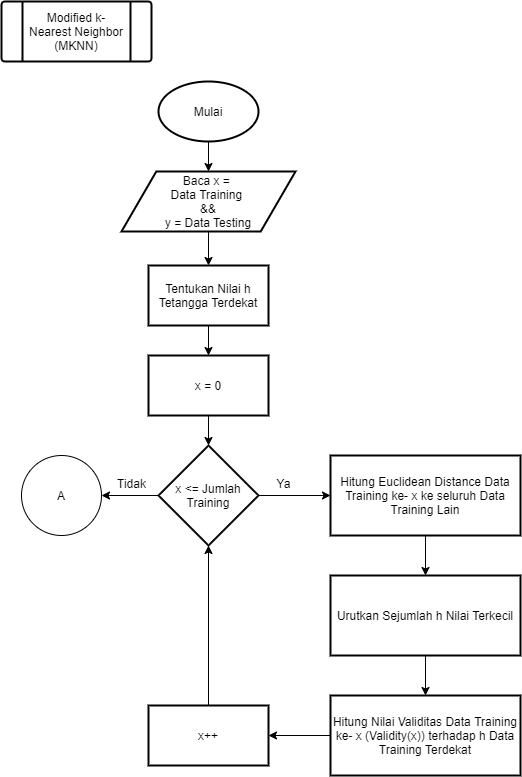 Modified k-
Nearest Neighbor
(MKNN)
Mulai
Baca x =
Data Training
&&
y = Data Testing
Tentukan Nilai h
Tetangga Terdekat
x = 0
x <= Jumlah
Training
Tidak
Ya
A
Hitung Euclidean Distance Data
Training ke- x ke seluruh Data
Training Lain
Urutkan Sejumlah h Nilai Terkecil
Hitung Nilai Validitas Data Training
ke- x (Validity(x)) terhadap h Data
Training Terdekat
x++